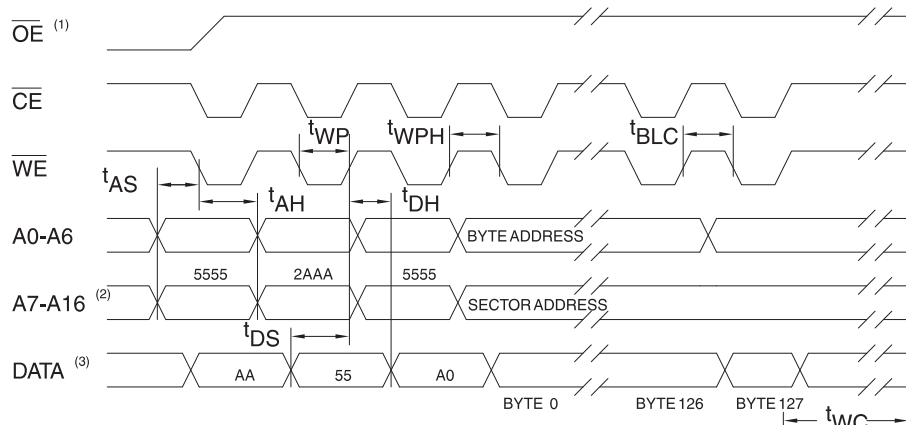 OE (1)
CE
tWP tWPH tBLC
WE
tAS
tAH tDH
A0-A6 BYTE ADDRESS
5555 2AAA 5555
A7-A16 (2) SECTOR ADDRESS
tDS
DATA (3) AA 55 A0
BYTE 0 BYTE 126 BYTE 127
tWC